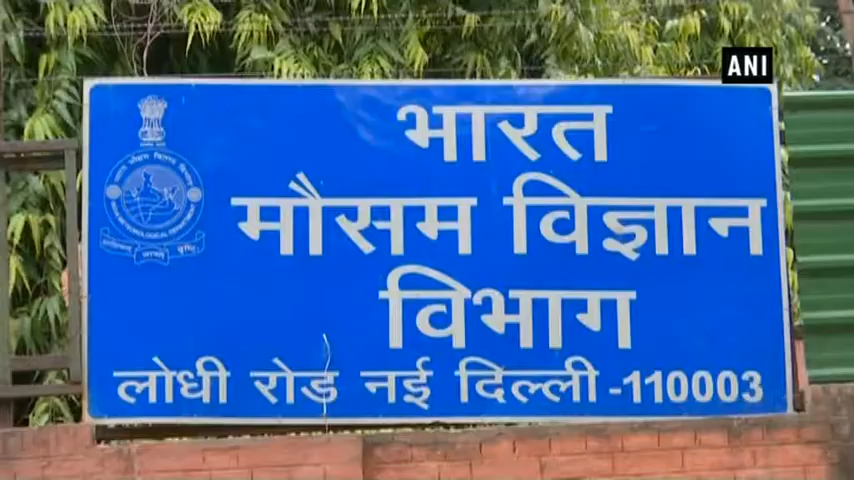 ANI
भारत
मौसम विज्ञान
विभाग
लोधी रोड नई दिल्ली -110003